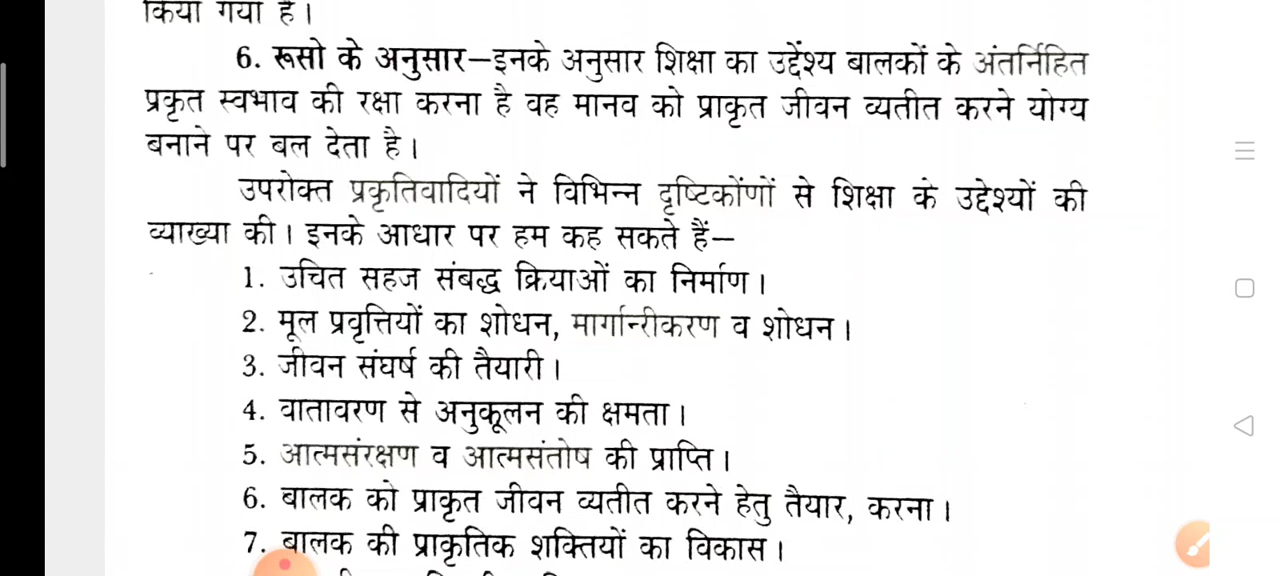 किया गया है।
6. रूसो के अनुसार–इनके अनुसार शिक्षा का उद्देंश्य बालकों के अंतर्निहित
प्रकृत स्वभाव की रक्षा करना है वह मानव को प्राकृत जीवन व्यतीत करने योग्य
बनाने पर बल देता है।
उपरोक्त प्रकृतिवादियों ने विभिन्न दृष्टिकोंणों से शिक्षा के उद्देश्यों की
व्याख्या की। इनके आधार पर हम कह सकते हैं–
1. उचित सहज संबद्ध क्रियाओं का निर्माण।
2. मूल प्रवृत्तियों का शोधन, मार्गान्रीकरण व शोधन।
3. जीवन संघर्ष की तैयारी।
4. वातावरण से अनुकूलन की क्षमता।
5. आत्मसंरक्षण व आत्मसंतोष की प्राप्ति।
6. बालक को प्राकृत जीवन व्यतीत करने हेतु तैयार, करना।
7. बालक की प्राकृतिक शक्तियों का विकास।